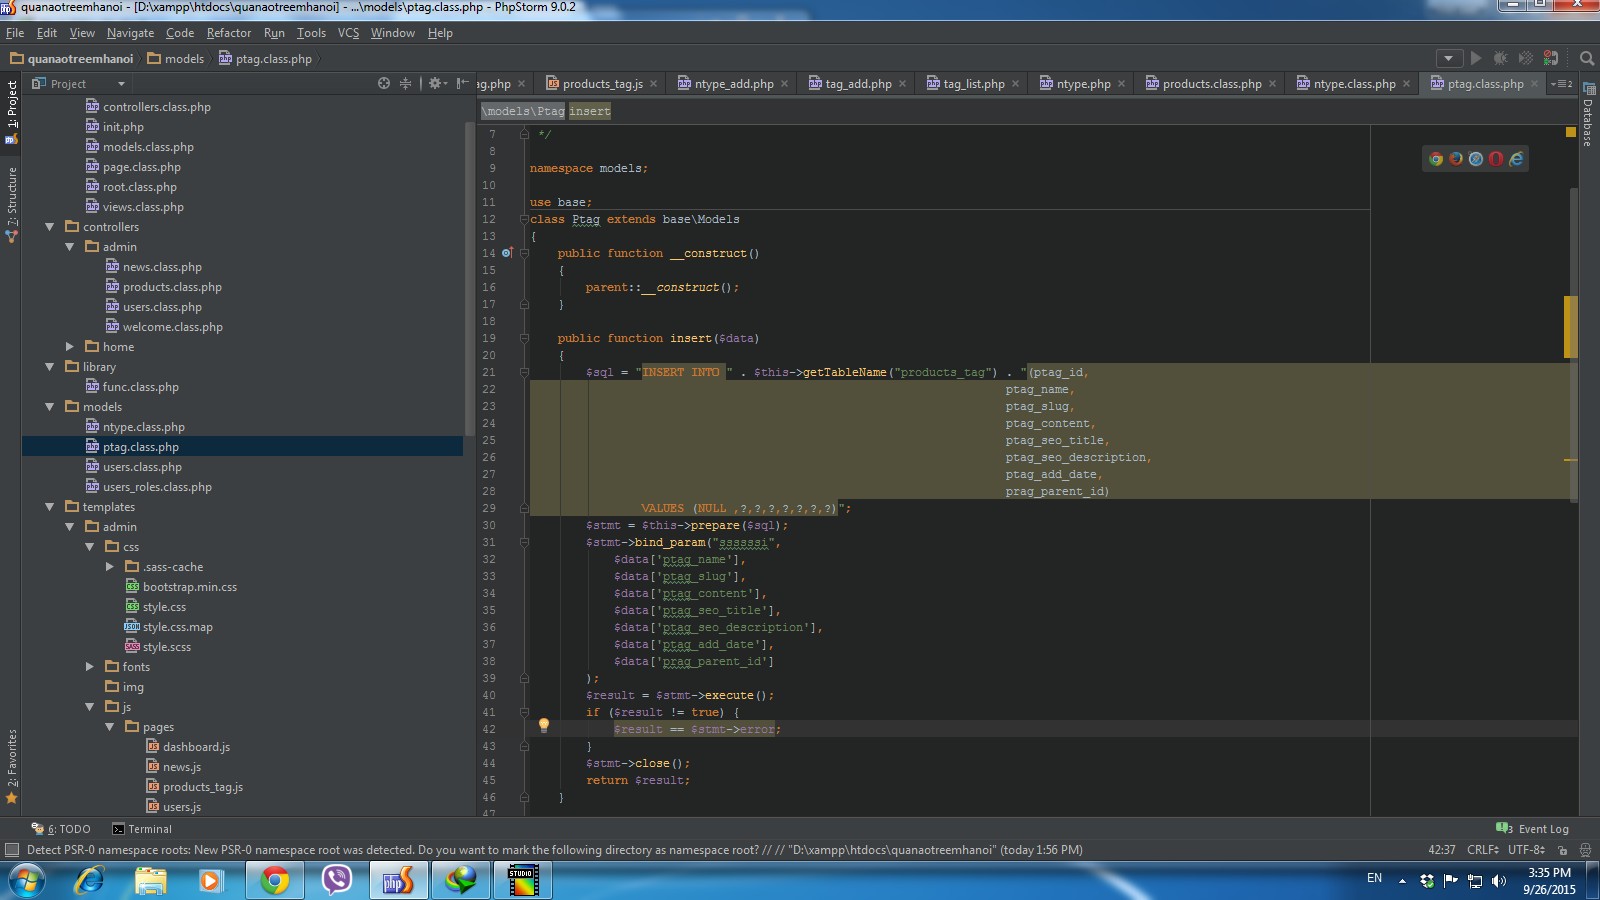 quanaotreemhanoi - [D:\xampp\htdocs\quanaotreemhanoi] - ...\models\ptag.class.php - PhpStorm 9.0.2
File Edit View Navigate Code Refactor Run Tools VCS Window Help
quanaotreemhanoi models ptag.class.php
Project
ag.php products_tag.js ntype_add.php tag_add.php tag_list.php ntype.php products.class.php ntype.class.php ptag.class.php
\models\Ptag insert
1: Project
7: Structure
2: Favorites
Database
controllers.class.php
init.php
models.class.php
page.class.php
root.class.php
views.class.php
controllers
admin
news.class.php
products.class.php
users.class.php
welcome.class.php
home
library
func.class.php
models
ntype.class.php
ptag.class.php
users.class.php
users_roles.class.php
templates
admin
css
.sass-cache
bootstrap.min.css
style.css
style.css.map
style.scss
fonts
img
js
pages
dashboard.js
news.js
products_tag.js
users.js
7 */
8
9 namespace models;
10
11 use base;
12 class Ptag extends base\Models
13 {
14 public function __construct()
15 {
16 parent::__construct();
17 }
18
19 public function insert($data)
20 {
21 $sql = "INSERT INTO " . $this->getTableName("products_tag") . "(ptag_id,
22 ptag_name,
23 ptag_slug,
24 ptag_content,
25 ptag_seo_title,
26 ptag_seo_description,
27 ptag_add_date,
28 prag_parent_id)
29 VALUES (NULL ,?,?,?,?,?,?,?)";
30 $stmt = $this->prepare($sql);
31 $stmt->bind_param("ssssssi",
32 $data['ptag_name'],
33 $data['ptag_slug'],
34 $data['ptag_content'],
35 $data['ptag_seo_title'],
36 $data['ptag_seo_description'],
37 $data['ptag_add_date'],
38 $data['prag_parent_id']
39 );
40 $result = $stmt->execute();
41 if ($result != true) {
42 $result == $stmt->error;
43 }
44 $stmt->close();
45 return $result;
46 }
47
6: TODO Terminal 3 Event Log
Detect PSR-0 namespace roots: New PSR-0 namespace root was detected. Do you want to mark the following directory as namespace root? // // "D:\xampp\htdocs\quanaotreemhanoi" (today 1:56 PM) 42:37 CRLF UTF-8
php STUDIO EN 3:35 PM
9/26/2015